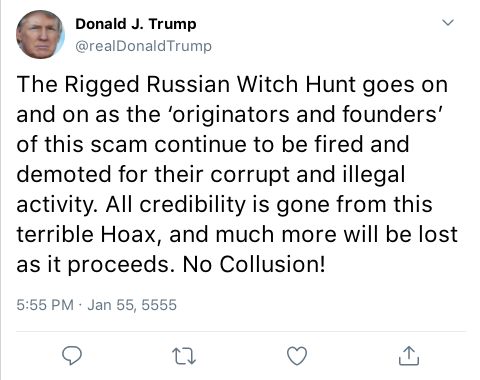 Donald J. Trump
@realDonaldTrump
The Rigged Russian Witch Hunt goes on
and on as the ‘originators and founders’
of this scam continue to be fired and
demoted for their corrupt and illegal
activity. All credibility is gone from this
terrible Hoax, and much more will be lost
as it proceeds. No Collusion!
5:55 PM · Jan 55, 5555